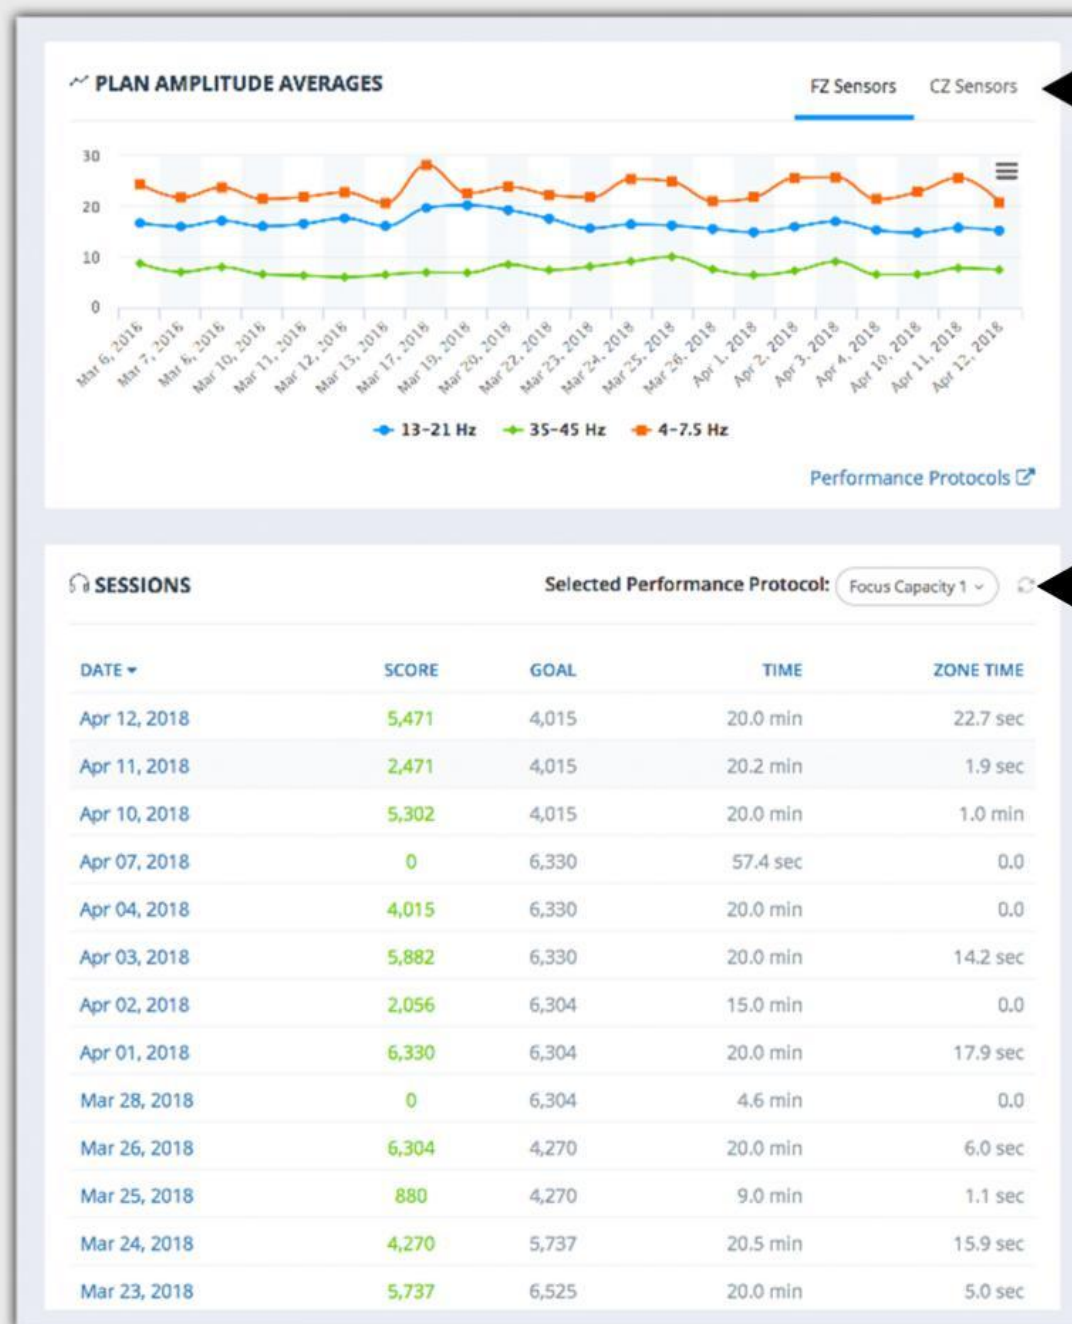 PLAN AMPLITUDE AVERAGES
FZ Sensors CZ Sensors
30
20
10
0
Mar 6, 2016 Mar 7, 2016 Mar 8, 2016 Mar 10, 2016 Mar 11, 2016 Mar 12, 2016 Mar 13, 2016 Mar 17, 2018 Mar 19, 2018 Mar 20, 2018 Mar 22, 2018 Mar 23, 2018 Mar 24, 2018 Mar 25, 2018 Mar 26, 2018 Apr 1, 2018 Apr 2, 2018 Apr 3, 2018 Apr 4, 2018 Apr 10, 2018 Apr 11, 2018 Apr 12, 2018
13-21 Hz 35-45 Hz 4-7.5 Hz
Performance Protocols
SESSIONS Selected Performance Protocol: Focus Capacity 1
DATE SCORE GOAL TIME ZONE TIME
Apr 12, 2018 5,471 4,015 20.0 min 22.7 sec
Apr 11, 2018 2,471 4,015 20.2 min 1.9 sec
Apr 10, 2018 5,302 4,015 20.0 min 1.0 min
Apr 07, 2018 0 6,330 57.4 sec 0.0
Apr 04, 2018 4,015 6,330 20.0 min 0.0
Apr 03, 2018 5,882 6,330 20.0 min 14.2 sec
Apr 02, 2018 2,056 6,304 15.0 min 0.0
Apr 01, 2018 6,330 6,304 20.0 min 17.9 sec
Mar 28, 2018 0 6,304 4.6 min 0.0
Mar 26, 2018 6,304 4,270 20.0 min 6.0 sec
Mar 25, 2018 880 4,270 9.0 min 1.1 sec
Mar 24, 2018 4,270 5,737 20.5 min 15.9 sec
Mar 23, 2018 5,737 6,525 20.0 min 5.0 sec